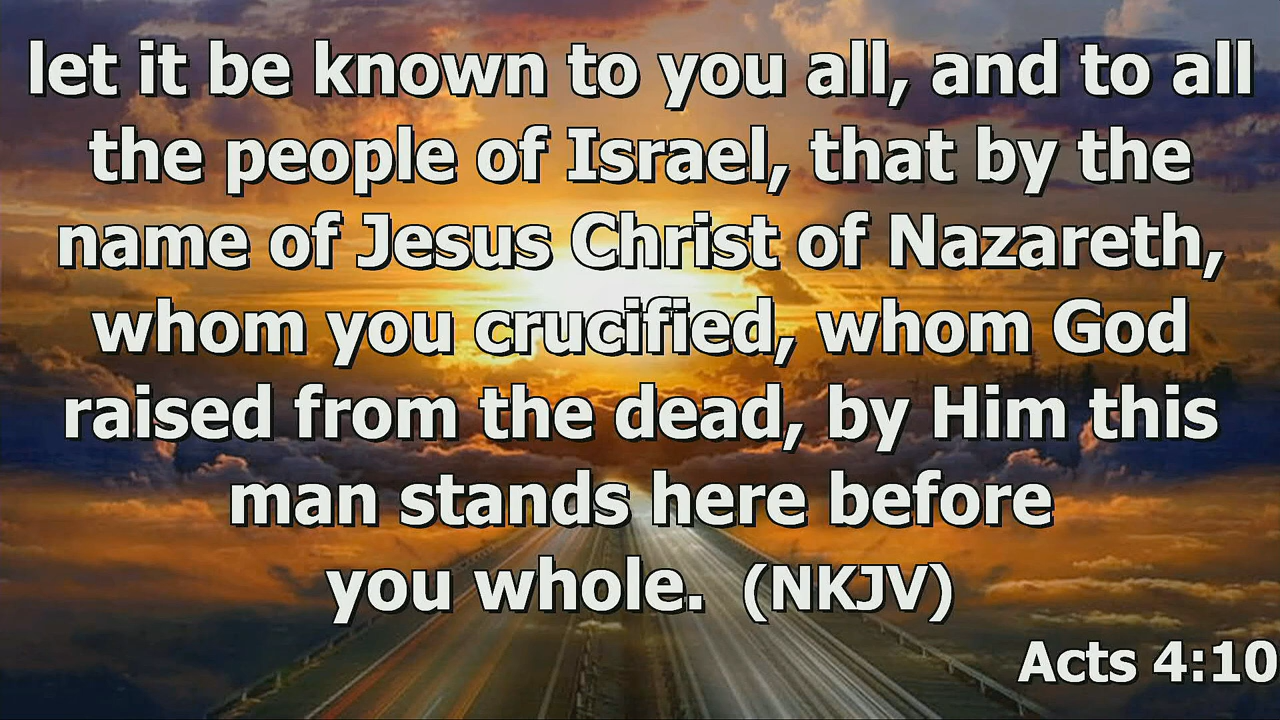 let it be known to you all, and to all
the people of Israel, that by the
name of Jesus Christ of Nazareth,
whom you crucified, whom God
raised from the dead, by Him this
man stands here before
you whole.  (NKJV)
Acts 4:10